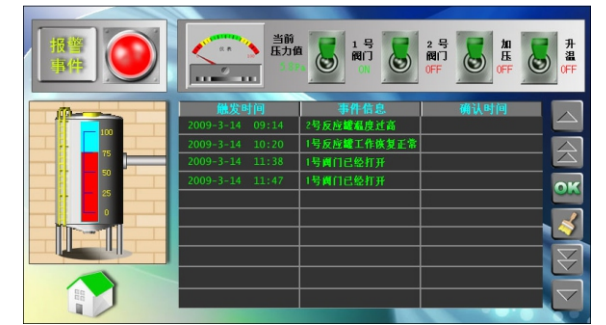 报警
事件
当前
压力值
1 号
阀门
ON
2 号
阀门
OFF
加
压
OFF
升
温
OFF
触发时间 事件信息 确认时间
2009-3-14 09:14 2号反应罐温度过高
2009-3-14 10:20 1号反应罐工作恢复正常
2009-3-14 11:38 1号阀门已经打开
2009-3-14 11:47 1号阀门已经打开
100
75
50
25
0
OK